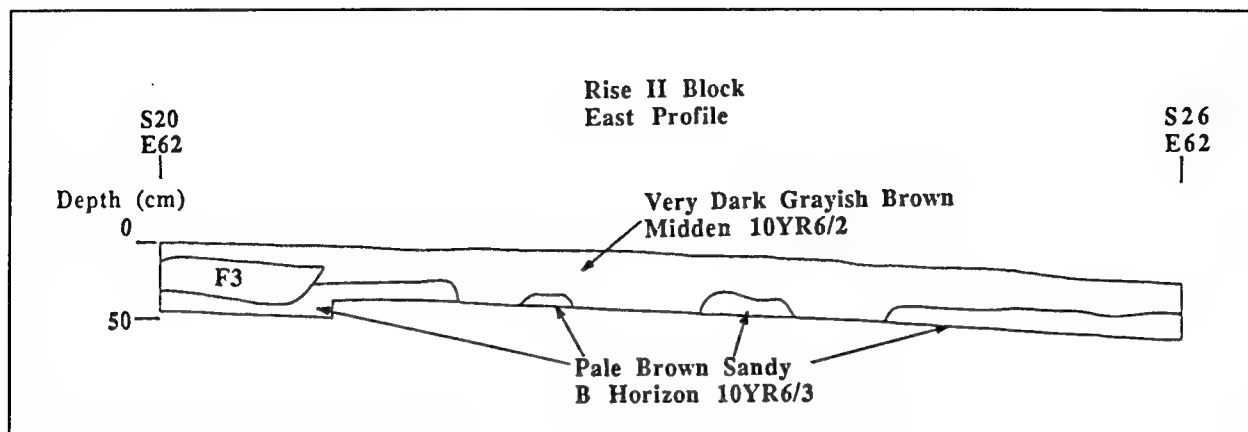 Rise II Block
East Profile
S20
E62
S26
E62
Depth (cm)
0
Very Dark Grayish Brown
Midden 10YR6/2
F3
50
Pale Brown Sandy
B Horizon 10YR6/3